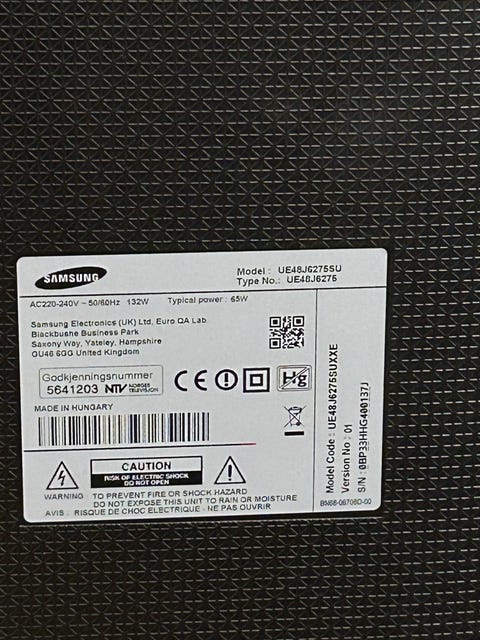 SAMSUNG
Model : UE48J6275SU
Type No.: UE48J6275
AC220-240V ~ 50/60Hz 132W Typical power : 65W
Samsung Electronics (UK) Ltd, Euro QA Lab.
Blackbushe Business Park
Saxony Way, Yateley, Hampshire
GU46 6GG United Kingdom
Godkjenningsnummer
5641203 NTV NORGES TELEVISJON
CE
Hg
MADE IN HUNGARY
CAUTION
RISK OF ELECTRIC SHOCK
DO NOT OPEN
WARNING : TO PREVENT FIRE OR SHOCK HAZARD
DO NOT EXPOSE THIS UNIT TO RAIN OR MOISTURE
AVIS : RISQUE DE CHOC ELECTRIQUE - NE PAS OUVRIR
Model Code : UE48J6275SUXXE
Version No : 01
S/N : 0BP33HHG400137J
BN68-06706D-00